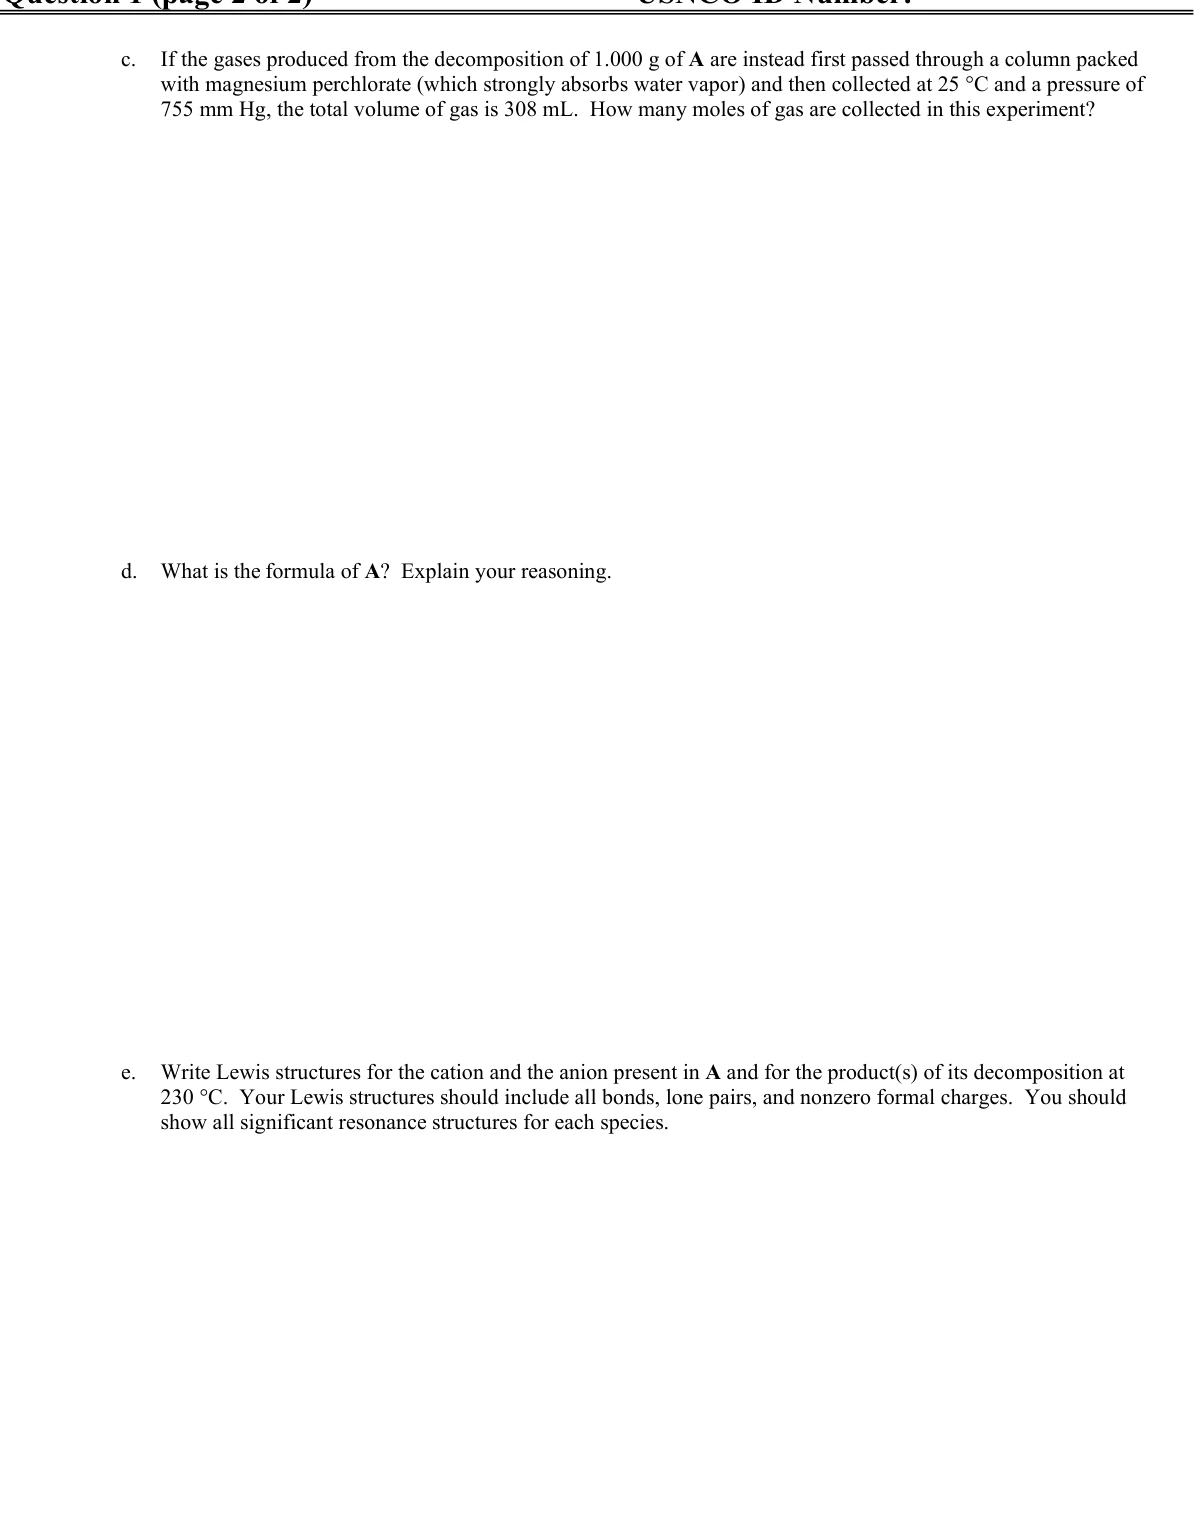 Question 1 (page 2 of 2) USNCO ID Number:
c. If the gases produced from the decomposition of 1.000 g of A are instead first passed through a column packed
with magnesium perchlorate (which strongly absorbs water vapor) and then collected at 25 °C and a pressure of
755 mm Hg, the total volume of gas is 308 mL. How many moles of gas are collected in this experiment?
d. What is the formula of A? Explain your reasoning.
e. Write Lewis structures for the cation and the anion present in A and for the product(s) of its decomposition at
230 °C. Your Lewis structures should include all bonds, lone pairs, and nonzero formal charges. You should
show all significant resonance structures for each species.